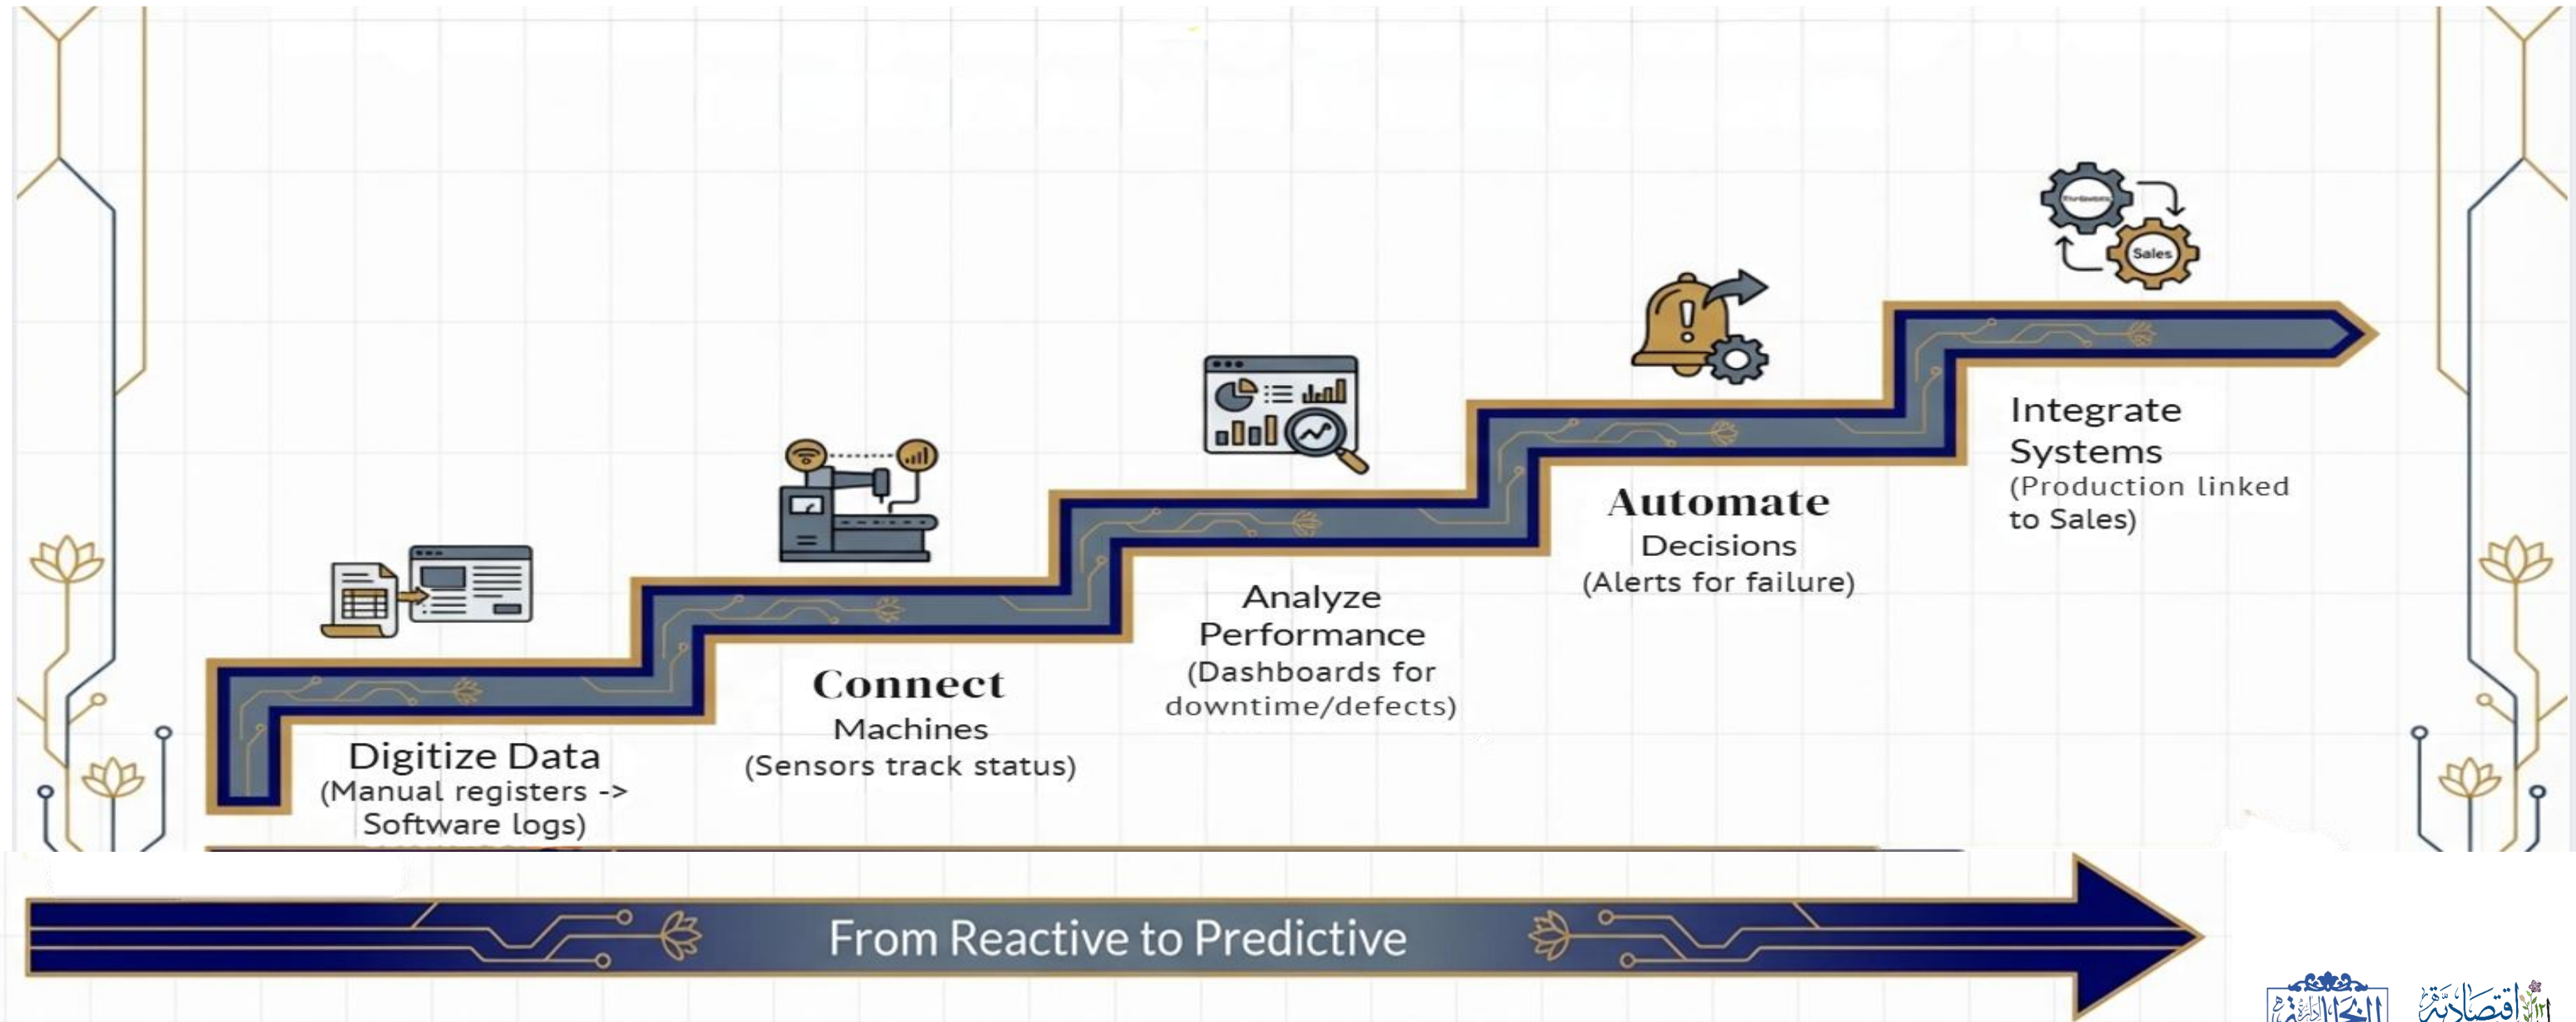 Sales
Integrate
Systems
(Production linked
to Sales)
Automate
Decisions
(Alerts for failure)
Analyze
Performance
(Dashboards for
downtime/defects)
Connect
Machines
(Sensors track status)
Digitize Data
(Manual registers ->
Software logs)
From Reactive to Predictive